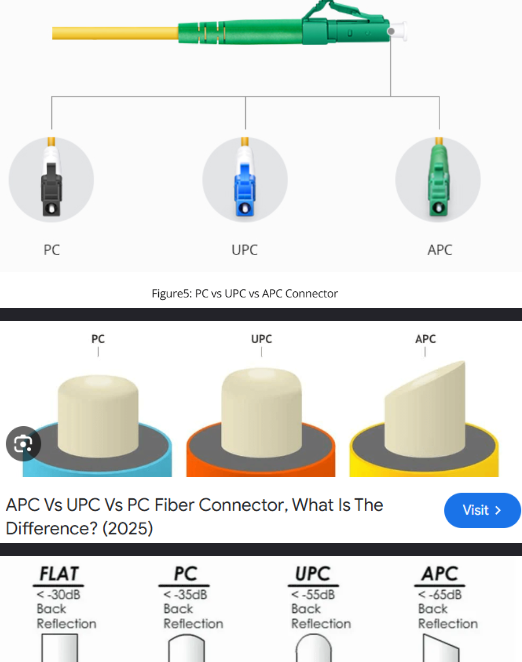 PC
UPC
APC
Figure5: PC vs UPC vs APC Connector
PC
UPC
APC
APC Vs UPC Vs PC Fiber Connector, What Is The
Difference? (2025)
Visit >
FLAT
< -30dB
Back
Reflection
PC
< -35dB
Back
Reflection
UPC
< -55dB
Back
Reflection
APC
< -65dB
Back
Reflection